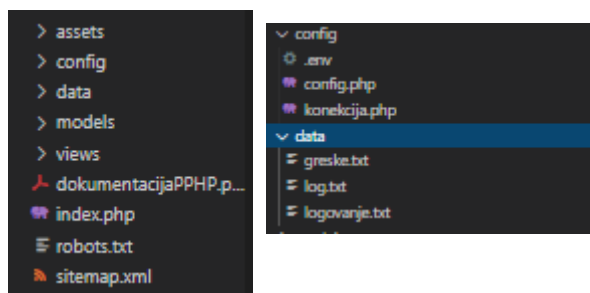 assets
config
data
models
views
dokumentacijaPPHP.p...
index.php
robots.txt
sitemap.xml
config
.env
config.php
konekcija.php
data
greske.txt
log.txt
logovanje.txt